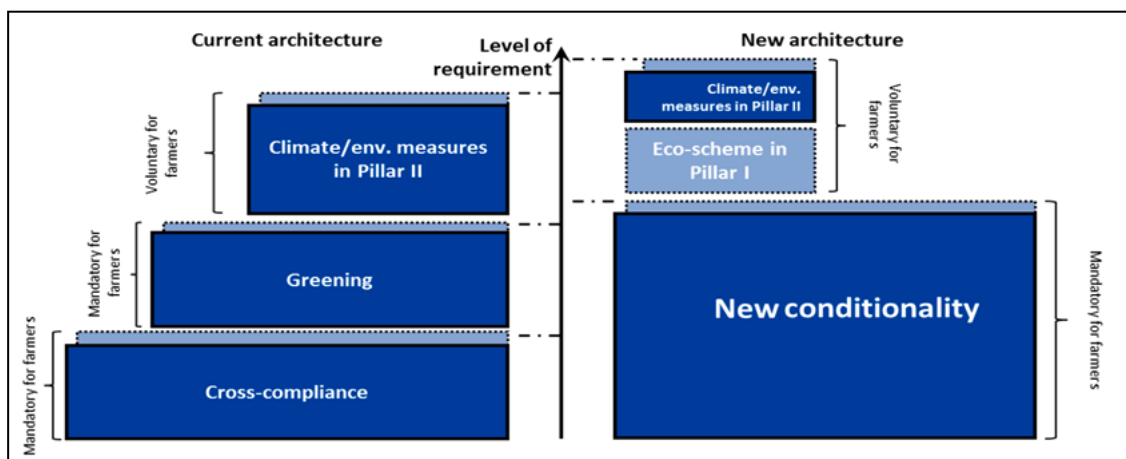 Current architecture
Level of
requirement
New architecture
Voluntary for
farmers
Climate/env. measures
in Pillar II
Mandatory for
farmers
Greening
Mandatory for farmers
Cross-compliance
Climate/env.
measures in Pillar II
Eco-scheme in
Pillar I
Voluntary for
farmers
New conditionality
Mandatory for farmers